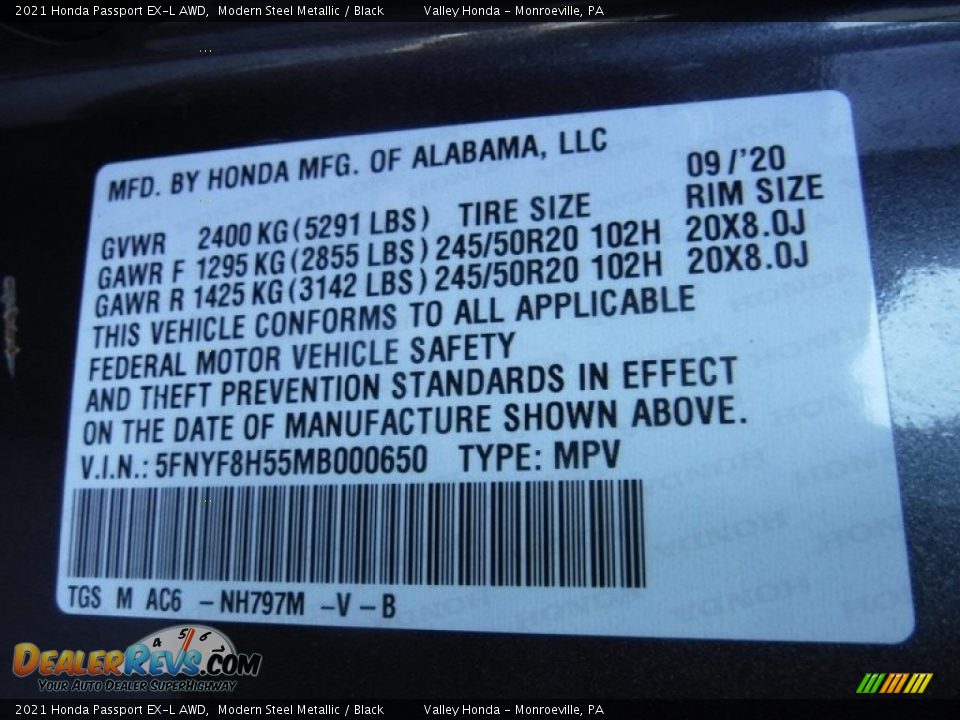 2021 Honda Passport EX-L AWD, Modern Steel Metallic / Black Valley Honda - Monroeville, PA
MFD. BY HONDA MFG. OF ALABAMA, LLC 09/'20
GVWR 2400 KG (5291 LBS) TIRE SIZE RIM SIZE
GAWR F 1295 KG (2855 LBS) 245/50R20 102H 20X8.0J
GAWR R 1425 KG (3142 LBS) 245/50R20 102H 20X8.0J
THIS VEHICLE CONFORMS TO ALL APPLICABLE
FEDERAL MOTOR VEHICLE SAFETY
AND THEFT PREVENTION STANDARDS IN EFFECT
ON THE DATE OF MANUFACTURE SHOWN ABOVE.
V.I.N.: 5FNYF8H55MB000650 TYPE: MPV
TGS M AC6 -NH797M -V -B
4 5 6
DEALERREVS.COM
YOUR AUTO DEALER SUPERHIGHWAY
2021 Honda Passport EX-L AWD, Modern Steel Metallic / Black Valley Honda - Monroeville, PA